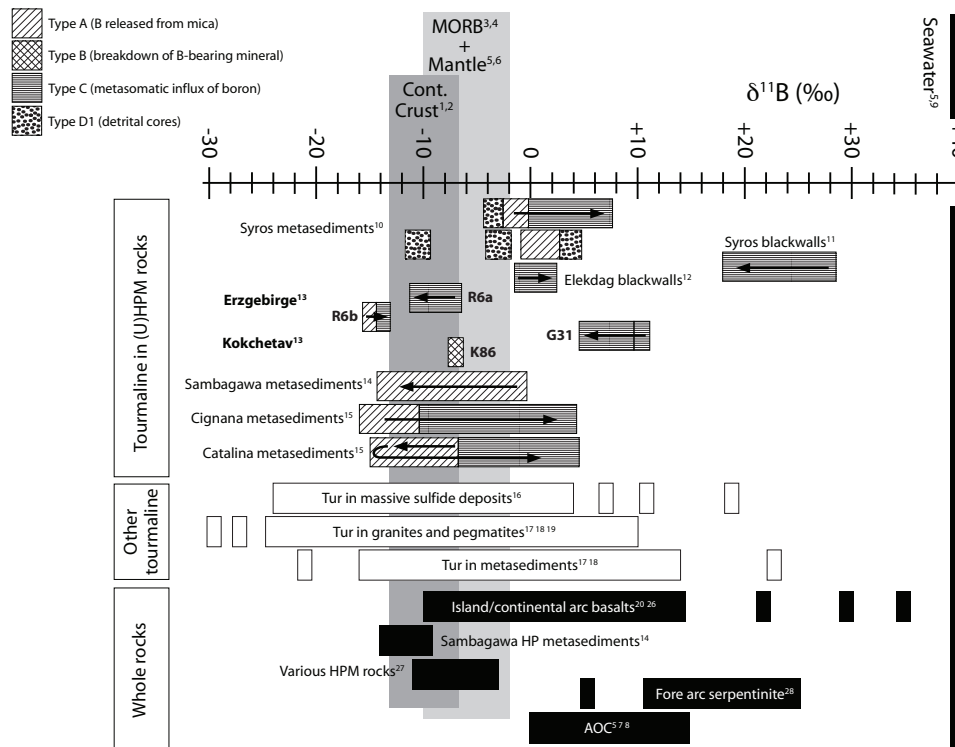 Type A (B released from mica)
Type B (breakdown of B-bearing mineral)
Type C (metasomatic influx of boron)
Type D1 (detrital cores)
MORB3,4
+
Mantle5,6
Cont.
Crust1,2
δ11B (‰)
Seawater5,9
-30
-20
-10
0
+10
+20
+30
Tourmaline in (U)HPM rocks
Syros metasediments10
Syros blackwalls11
Elekdag blackwalls12
Erzgebirge13
R6a
R6b
G31
Kokchetav13
K86
Sambagawa metasediments14
Cignana metasediments15
Catalina metasediments15
Other
tourmaline
Tur in massive sulfide deposits16
Tur in granites and pegmatites17 18 19
Tur in metasediments17 18
Whole rocks
Island/continental arc basalts20 26
Sambagawa HP metasediments14
Various HPM rocks27
Fore arc serpentinite28
AOC5 7 8